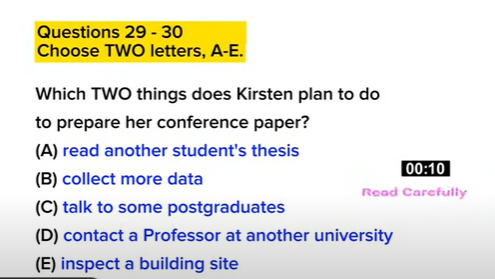 Questions 29 - 30
Choose TWO letters, A-E.
Which TWO things does Kirsten plan to do
to prepare her conference paper?
(A) read another student's thesis
(B) collect more data
(C) talk to some postgraduates
(D) contact a Professor at another university
(E) inspect a building site
00:10
Read Carefully